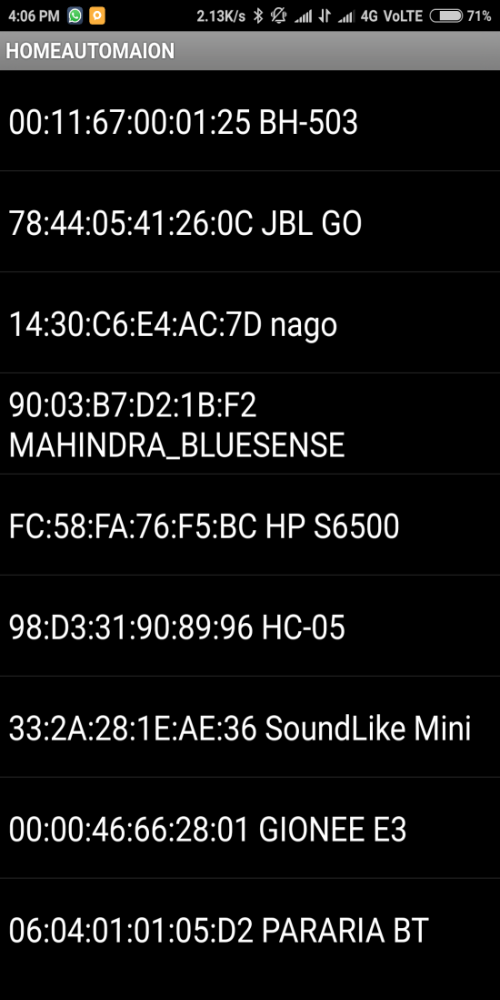 4:06 PM 2.13K/s 4G VoLTE 71%
HOMEAUTOMAION
00:11:67:00:01:25 BH-503
78:44:05:41:26:0C JBL GO
14:30:C6:E4:AC:7D nago
90:03:B7:D2:1B:F2
MAHINDRA_BLUESENSE
FC:58:FA:76:F5:BC HP S6500
98:D3:31:90:89:96 HC-05
33:2A:28:1E:AE:36 SoundLike Mini
00:00:46:66:28:01 GIONEE E3
06:04:01:01:05:D2 PARARIA BT